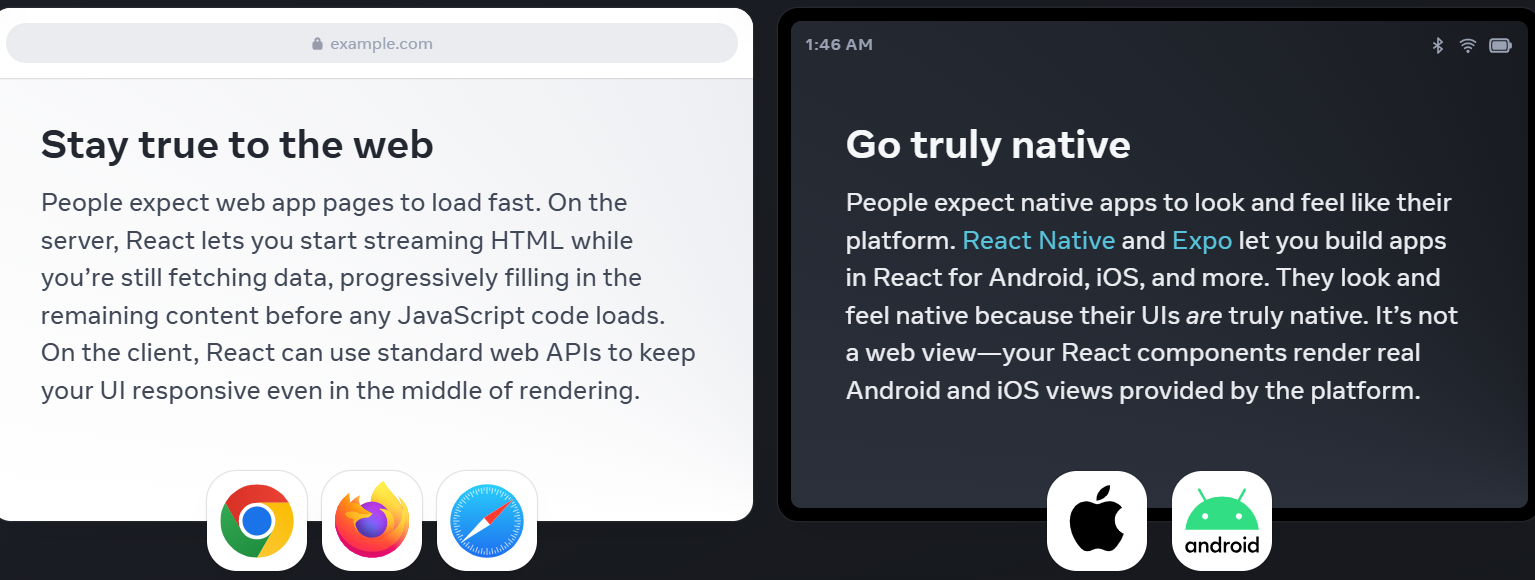 example.com
Stay true to the web
People expect web app pages to load fast. On the
server, React lets you start streaming HTML while
you’re still fetching data, progressively filling in the
remaining content before any JavaScript code loads.
On the client, React can use standard web APIs to keep
your UI responsive even in the middle of rendering.
1:46 AM
Go truly native
People expect native apps to look and feel like their
platform. React Native and Expo let you build apps
in React for Android, iOS, and more. They look and
feel native because their UIs are truly native. It’s not
a web view—your React components render real
Android and iOS views provided by the platform.
android